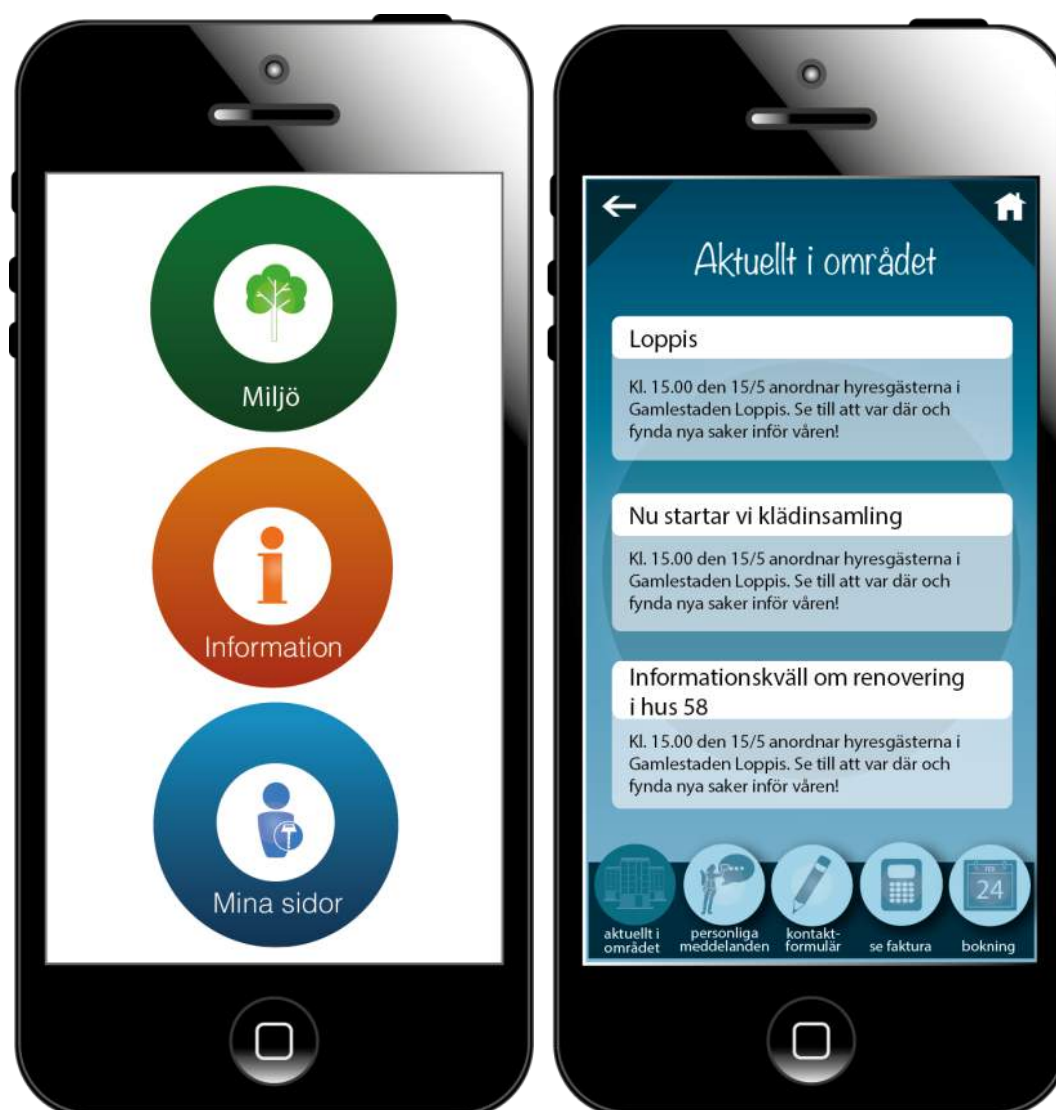 Miljö
Information
Mina sidor
Aktuellt i området
Loppis
Kl. 15.00 den 15/5 anordnar hyresgästerna i
Gamlestaden Loppis. Se till att var där och
fynda nya saker inför våren!
Nu startar vi klädinsamling
Kl. 15.00 den 15/5 anordnar hyresgästerna i
Gamlestaden Loppis. Se till att var där och
fynda nya saker inför våren!
Informationskväll om renovering
i hus 58
Kl. 15.00 den 15/5 anordnar hyresgästerna i
Gamlestaden Loppis. Se till att var där och
fynda nya saker inför våren!
24
aktuellt i
området
personliga
meddelanden
kontakt-
formulär
se faktura
bokning